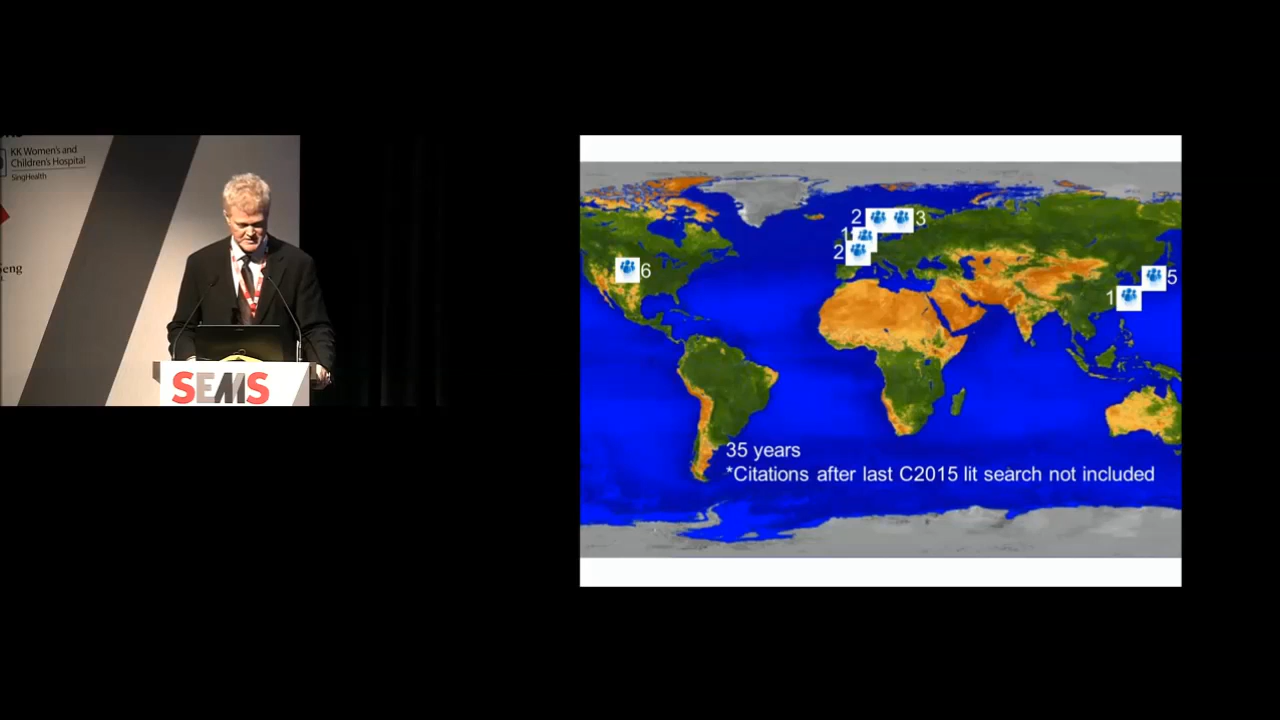 KK Women's and
Children's Hospital
SingHealth
SEMS
2
3
1
2
6
5
1
35 years
*Citations after last C2015 lit search not included